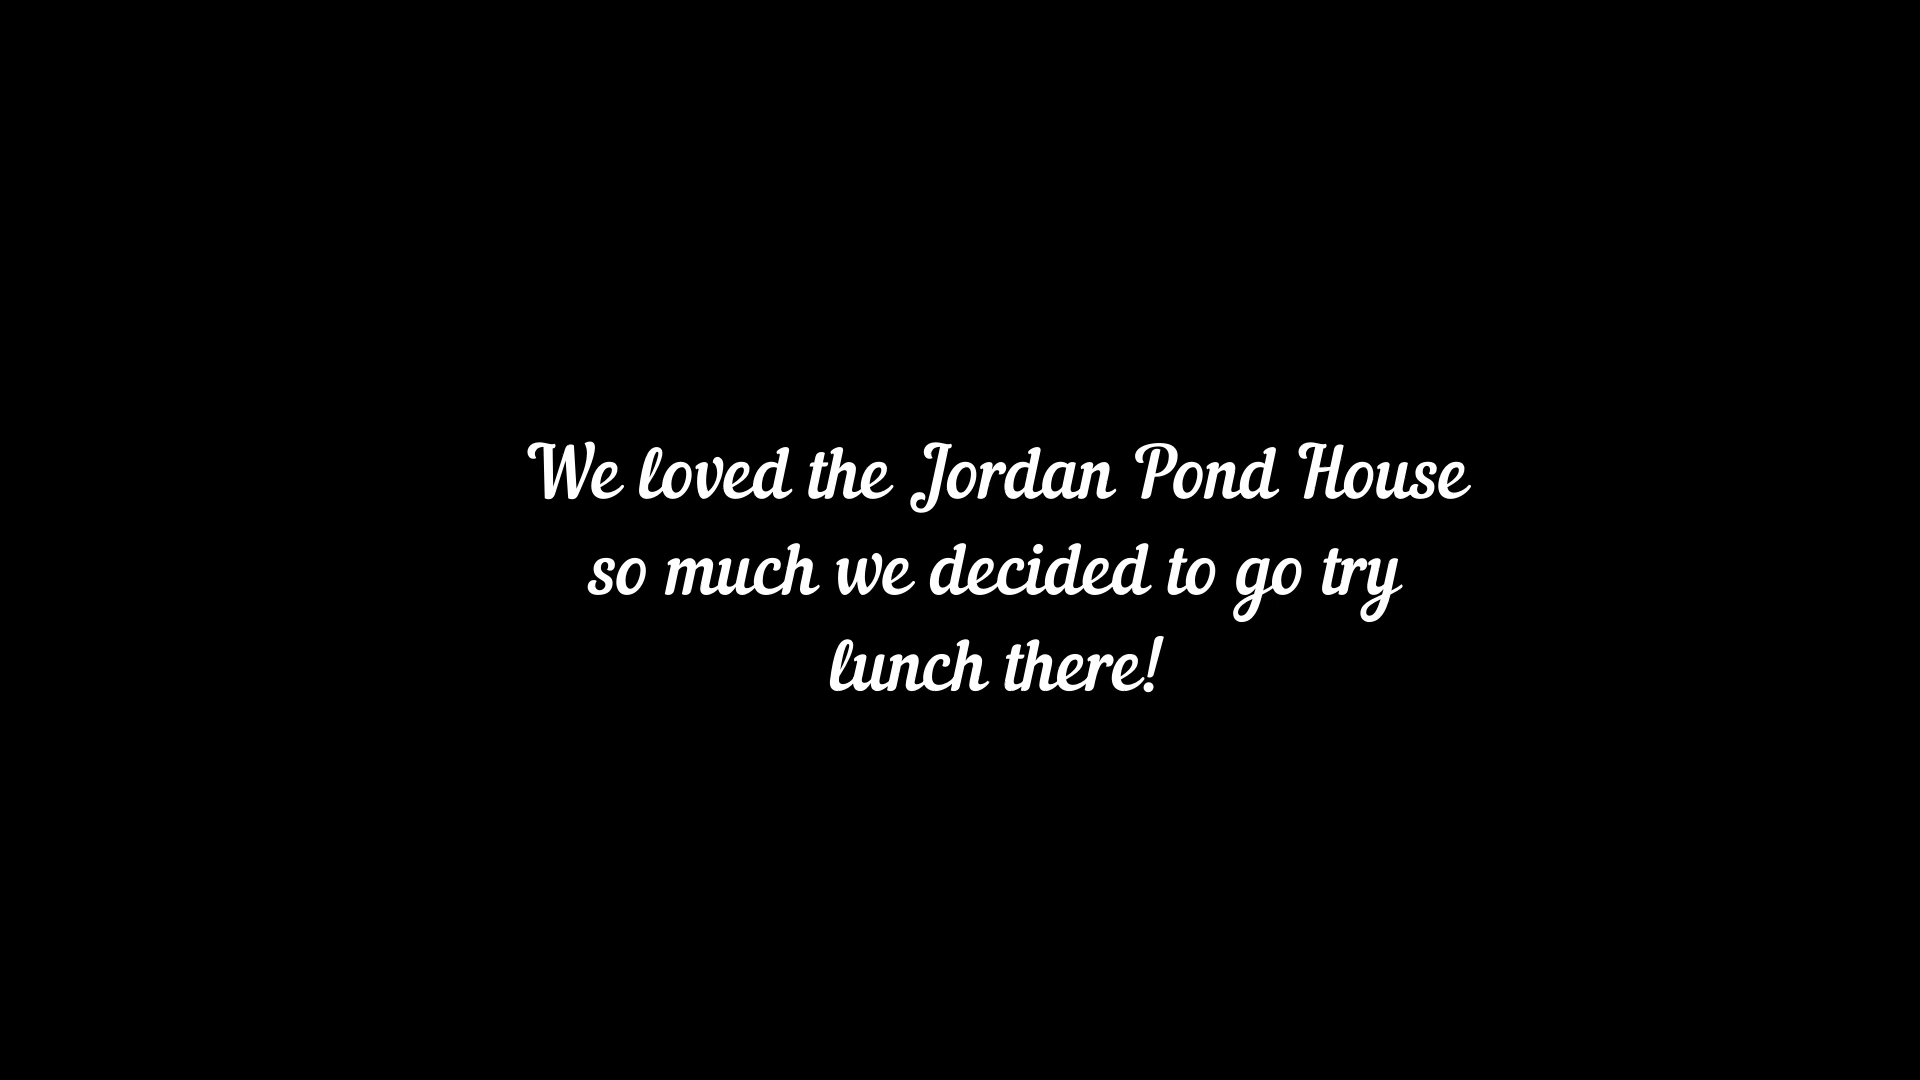 We loved the Jordan Pond House
so much we decided to go try
lunch there!